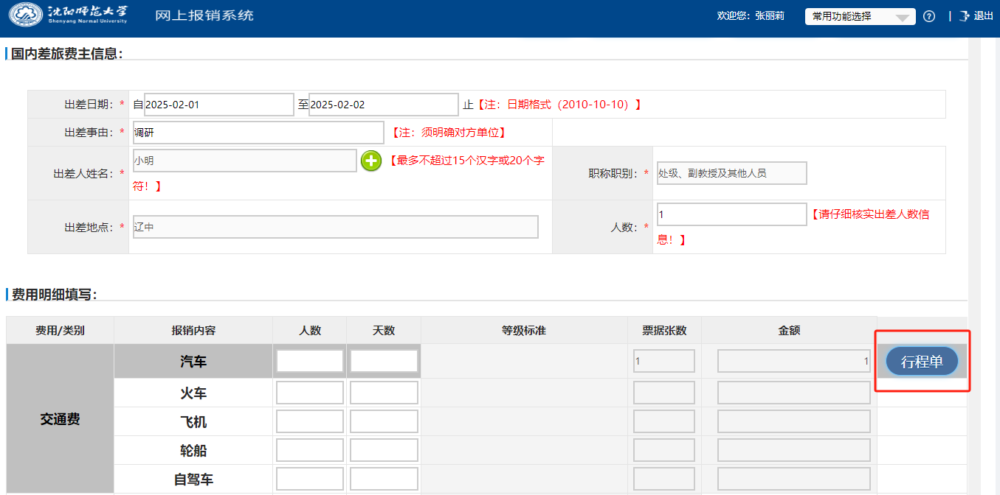 沈阳师范大学
Shenyang Normal University
网上报销系统
欢迎您：张丽莉
常用功能选择
?
|
退出
国内差旅费主信息：
出差日期：* 自2025-02-01 至2025-02-02 止【注：日期格式（2010-10-10）】
出差事由：* 调研 【注：须明确对方单位】
出差人姓名：* 小明 【最多不超过15个汉字或20个字
符！】
职称职别：* 处级、副教授及其他人员
出差地点：* 辽中
人数：* 1 【请仔细核实出差人数信
息！】
费用明细填写：
费用/类别 报销内容 人数 天数 等级标准 票据张数 金额
交通费
汽车 1 1 行程单
火车
飞机
轮船
自驾车